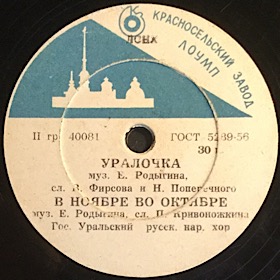 КРАСНОСЕЛЬСКИЙ ЗАВОД
ЛОУМП
ЛСНХ
II гр 40081
ГОСТ 5289-56
УРАЛОЧКА
муз. Е. Родыгина,
сл. В. Фирсова и Н. Поперечного
В НОЯБРЕ ВО ОКТЯБРЕ
муз. Е. Родыгина, сл. П. Кривоножкина
Гос. Уральский русск. нар. хор